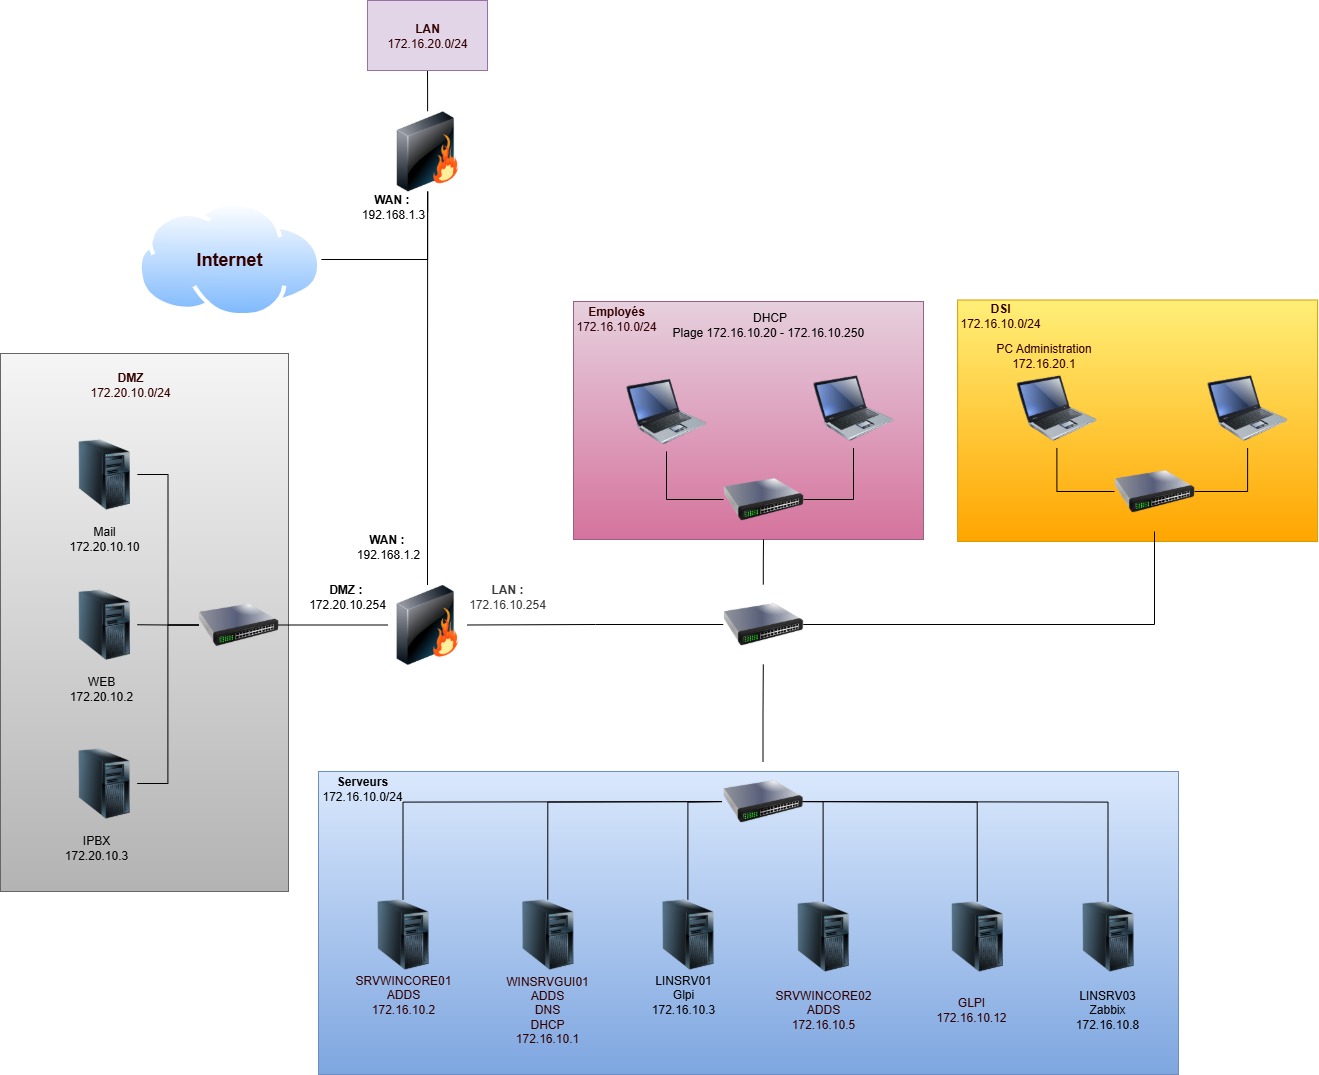 LAN
172.16.20.0/24
WAN :
192.168.1.3
Internet
Employés
172.16.10.0/24
DHCP
Plage 172.16.10.20 - 172.16.10.250
DSI
172.16.10.0/24
PC Administration
172.16.20.1
DMZ
172.20.10.0/24
Mail
172.20.10.10
WEB
172.20.10.2
IPBX
172.20.10.3
WAN :
192.168.1.2
DMZ :
172.20.10.254
LAN :
172.16.10.254
Serveurs
172.16.10.0/24
SRVWINCORE01
ADDS
172.16.10.2
WINSRVGUI01
ADDS
DNS
DHCP
172.16.10.1
LINSRV01
Glpi
172.16.10.3
SRVWINCORE02
ADDS
172.16.10.5
GLPI
172.16.10.12
LINSRV03
Zabbix
172.16.10.8